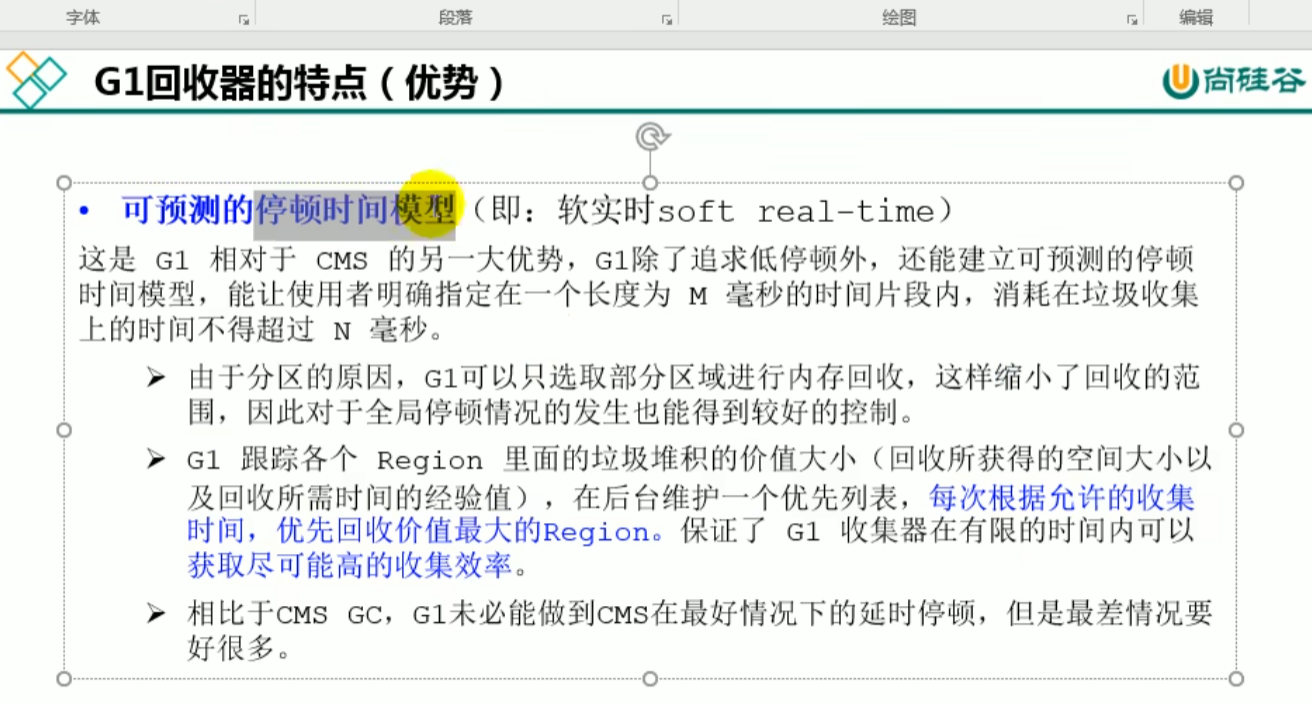 字体 段落 绘图 编辑
G1回收器的特点（优势）
尚硅谷
• 可预测的停顿时间模型（即：软实时soft real-time）
这是 G1 相对于 CMS 的另一大优势，G1除了追求低停顿外，还能建立可预测的停顿
时间模型，能让使用者明确指定在一个长度为 M 毫秒的时间片段内，消耗在垃圾收集
上的时间不得超过 N 毫秒。
➢ 由于分区的原因，G1可以只选取部分区域进行内存回收，这样缩小了回收的范
围，因此对于全局停顿情况的发生也能得到较好的控制。
➢ G1 跟踪各个 Region 里面的垃圾堆积的价值大小（回收所获得的空间大小以
及回收所需时间的经验值），在后台维护一个优先列表，每次根据允许的收集
时间，优先回收价值最大的Region。保证了 G1 收集器在有限的时间内可以
获取尽可能高的收集效率。
➢ 相比于CMS GC，G1未必能做到CMS在最好情况下的延时停顿，但是最差情况要
好很多。